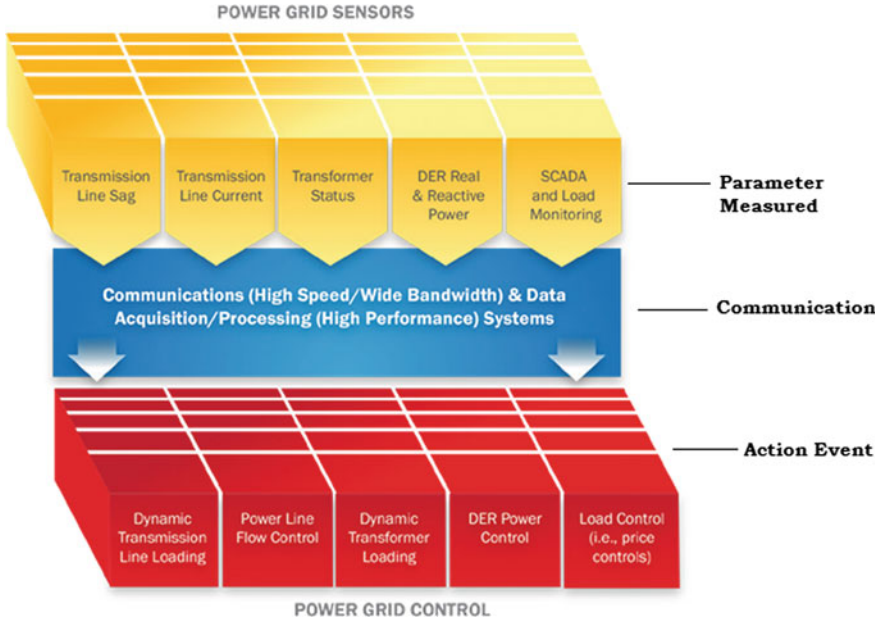 POWER GRID SENSORS
Transmission
Line Sag
Transmission
Line Current
Transformer
Status
DER Real
& Reactive
Power
SCADA
and Load
Monitoring
Parameter
Measured
Communications (High Speed/Wide Bandwidth) & Data
Acquisition/Processing (High Performance) Systems
Communication
Action Event
Dynamic
Transmission
Line Loading
Power Line
Flow Control
Dynamic
Transformer
Loading
DER Power
Control
Load Control
(i.e., price
controls)
POWER GRID CONTROL